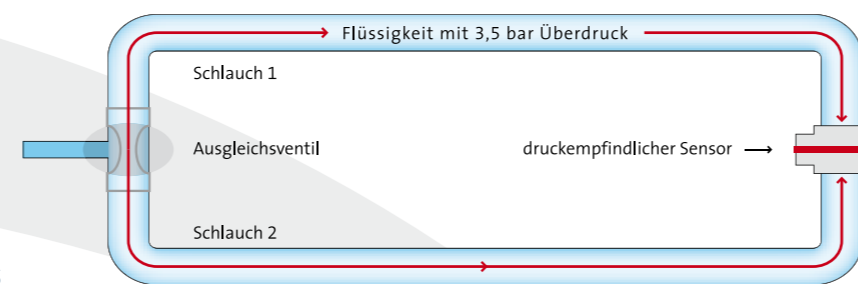 Flüssigkeit mit 3,5 bar Überdruck
Schlauch 1
Ausgleichsventil
druckempfindlicher Sensor
Schlauch 2